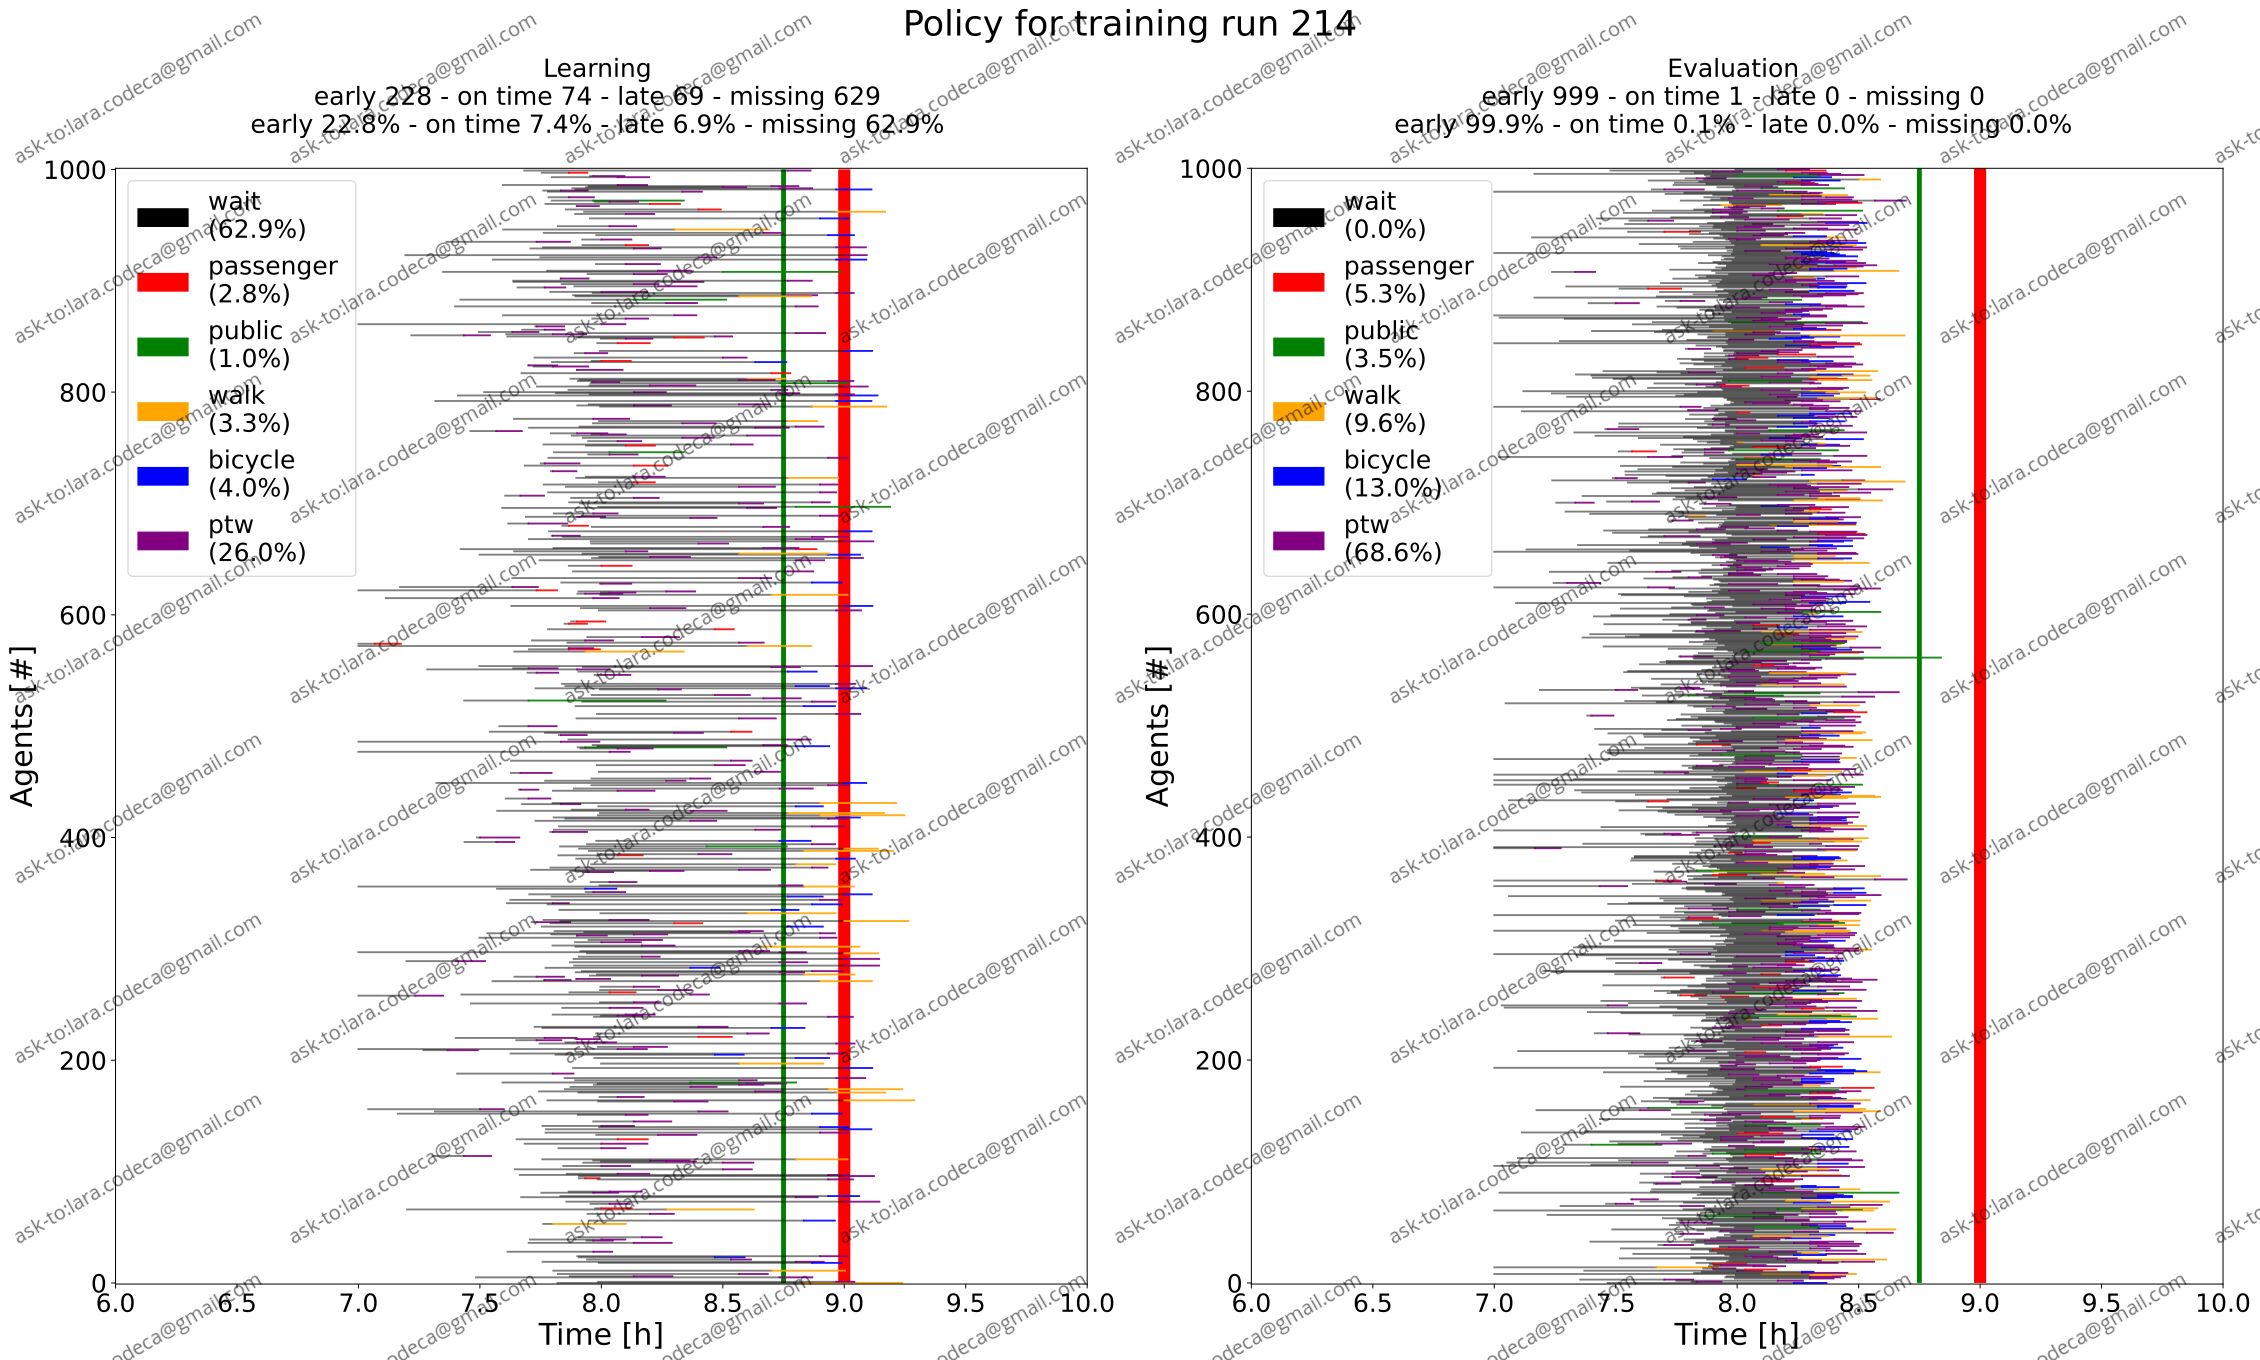 Policy for training run 214
Learning
early 228 - on time 74 - late 69 - missing 629
early 22.8% - on time 7.4% - late 6.9% - missing 62.9%
1000
800
600
400
200
0
Agents [#]
wait
(62.9%)
passenger
(2.8%)
public
(1.0%)
walk
(3.3%)
bicycle
(4.0%)
ptw
(26.0%)
6.0 6.5 7.0 7.5 8.0 8.5 9.0 9.5 10.0
Time [h]
Evaluation
early 999 - on time 1 - late 0 - missing 0
early 99.9% - on time 0.1% - late 0.0% - missing 0.0%
1000
800
600
400
200
0
Agents [#]
wait
(0.0%)
passenger
(5.3%)
public
(3.5%)
walk
(9.6%)
bicycle
(13.0%)
ptw
(68.6%)
6.0 6.5 7.0 7.5 8.0 8.5 9.0 9.5 10.0
Time [h]
ask-to:lara.codeca@gmail.com